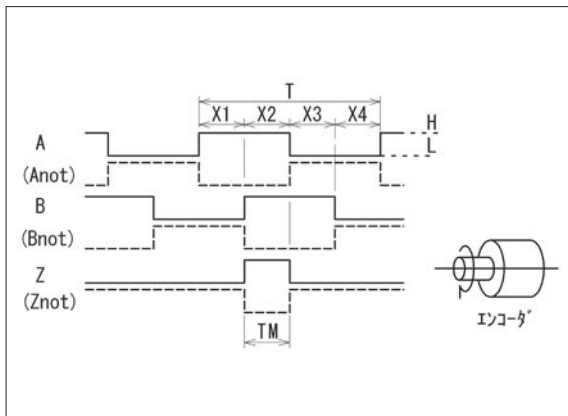 T
X1 X2 X3 X4
H
A
L
(Anot)
B
(Bnot)
Z
(Znot)
TM
ｴﾝｺｰﾀﾞ